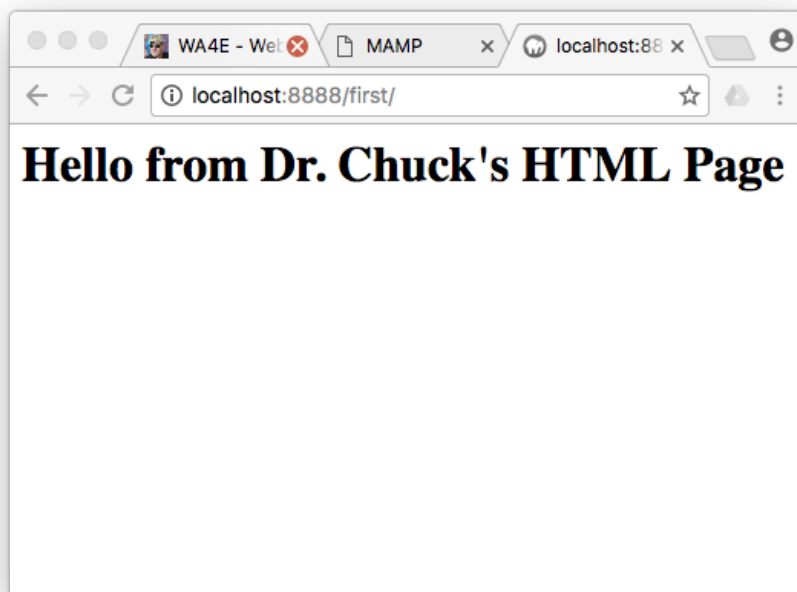 WA4E - Web
MAMP
localhost:88
localhost:8888/first/
Hello from Dr. Chuck's HTML Page